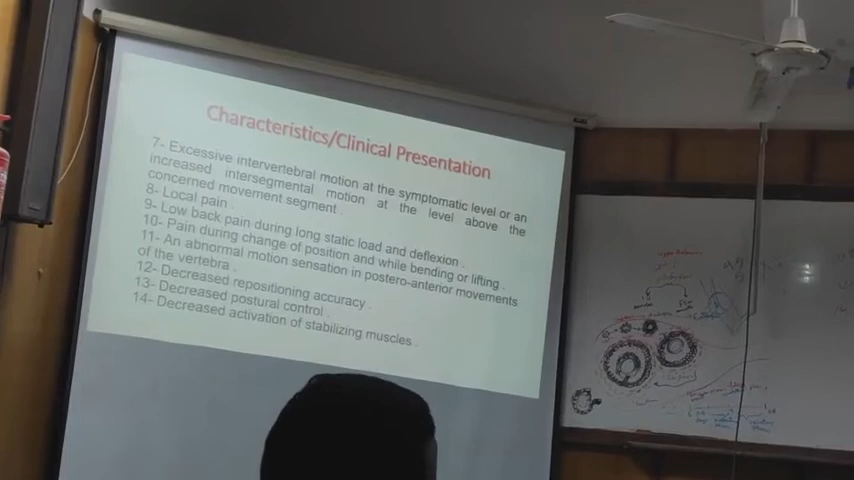 Characteristics/Clinical Presentation
7- Excessive intervertebral motion at the symptomatic level or an
increased intersegmental motion at the level above the
concerned movement segment.
8- Local pain.
9- Low back pain during long static load and deflexion.
10- Pain during change of position and while bending or lifting.
11- An abnormal motion sensation in postero-anterior movements
of the vertebra.
12- Decreased repositioning accuracy.
13- Decreased postural control.
14- Decreased activation of stabilizing muscles.